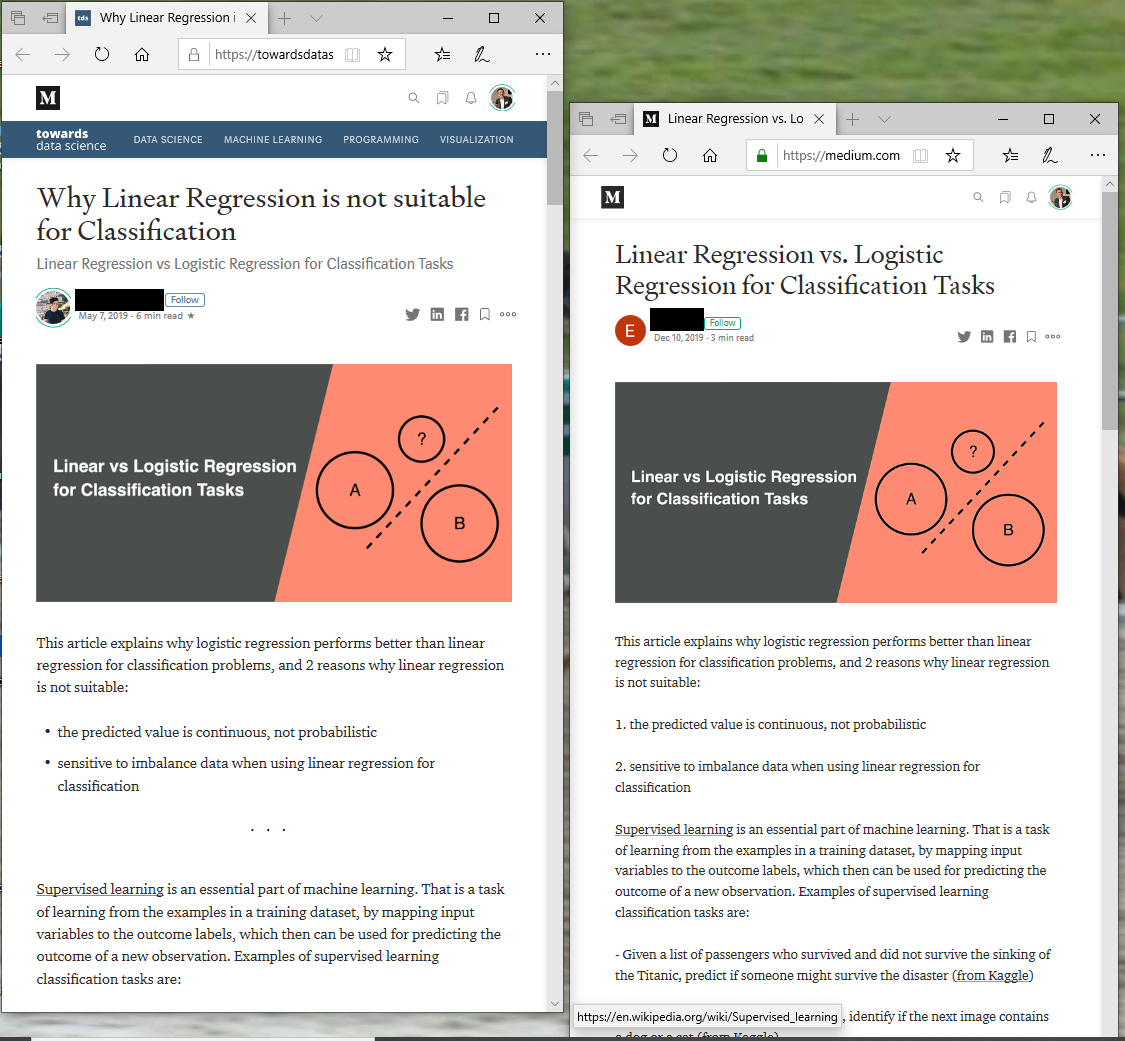 tds Why Linear Regression i
https://towardsdatas
M
towards
data science
DATA SCIENCE
MACHINE LEARNING
PROGRAMMING
VISUALIZATION
Why Linear Regression is not suitable
for Classification
Linear Regression vs Logistic Regression for Classification Tasks
Follow
May 7, 2019 · 6 min read ★
Linear vs Logistic Regression
for Classification Tasks
?
A
B
This article explains why logistic regression performs better than linear
regression for classification problems, and 2 reasons why linear regression
is not suitable:
• the predicted value is continuous, not probabilistic
• sensitive to imbalance data when using linear regression for
classification
. . .
Supervised learning is an essential part of machine learning. That is a task
of learning from the examples in a training dataset, by mapping input
variables to the outcome labels, which then can be used for predicting the
outcome of a new observation. Examples of supervised learning
classification tasks are:
M Linear Regression vs. Lo
https://medium.com
M
Linear Regression vs. Logistic
Regression for Classification Tasks
E
Follow
Dec 10, 2019 · 3 min read
Linear vs Logistic Regression
for Classification Tasks
?
A
B
This article explains why logistic regression performs better than linear
regression for classification problems, and 2 reasons why linear regression
is not suitable:
1. the predicted value is continuous, not probabilistic
2. sensitive to imbalance data when using linear regression for
classification
Supervised learning is an essential part of machine learning. That is a task
of learning from the examples in a training dataset, by mapping input
variables to the outcome labels, which then can be used for predicting the
outcome of a new observation. Examples of supervised learning
classification tasks are:
- Given a list of passengers who survived and did not survive the sinking of
the Titanic, predict if someone might survive the disaster (from Kaggle)
https://en.wikipedia.org/wiki/Supervised_learning
, identify if the next image contains
a dog or a cat (from Kaggle)